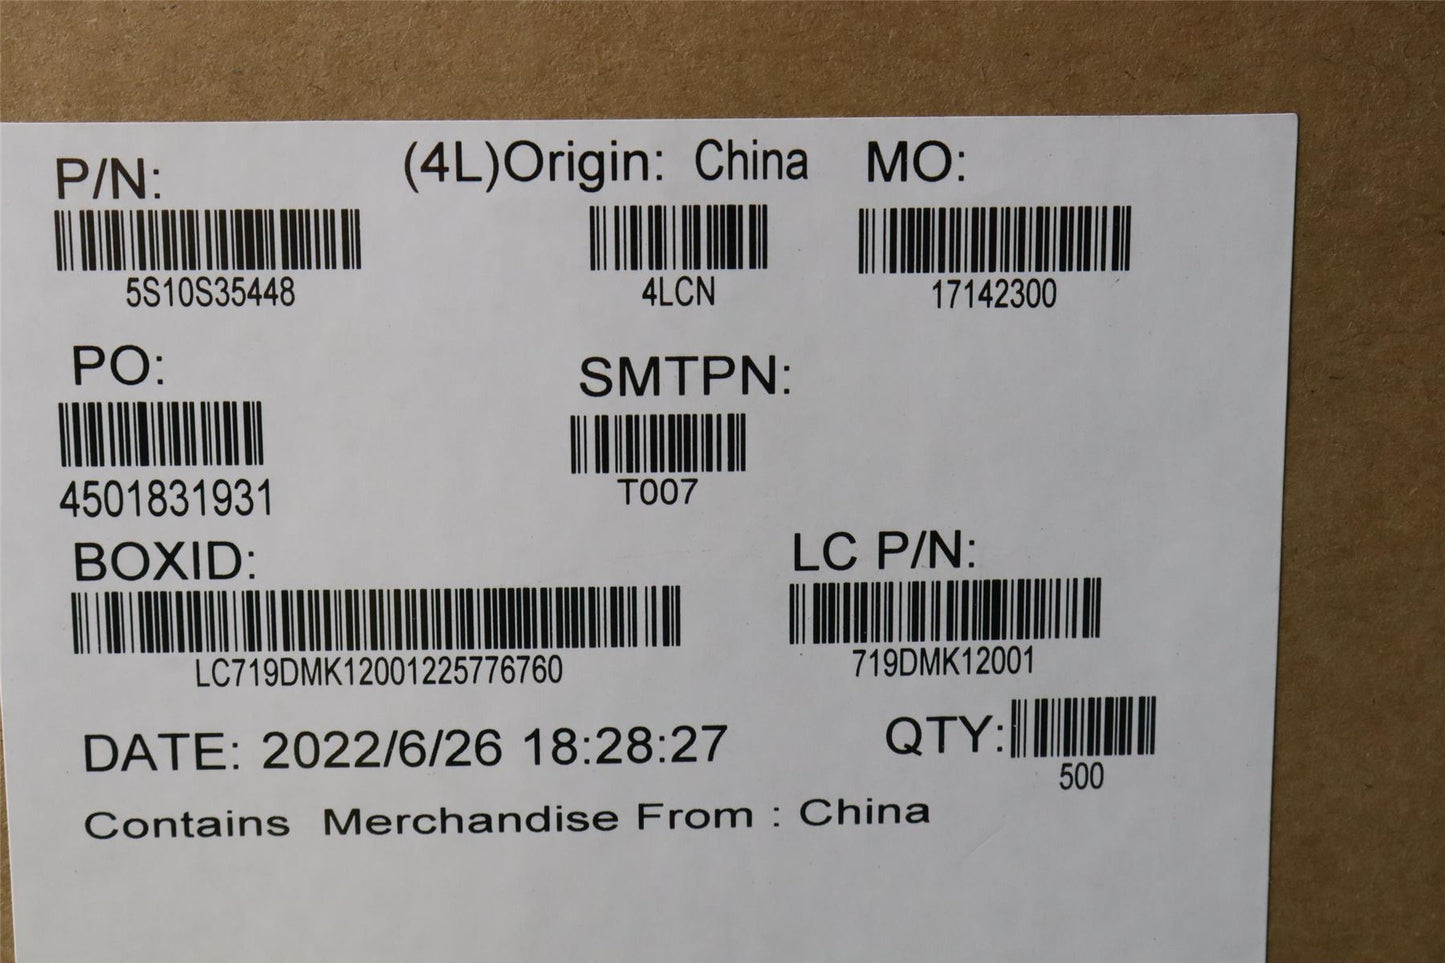 P/N: (4L)Origin: China MO:
5S10S35448 4LCN 17142300
PO: SMTPN:
4501831931 T007
BOXID: LC P/N:
LC719DMK12001225776760 719DMK12001
DATE: 2022/6/26 18:28:27 QTY:
500
Contains Merchandise From : China